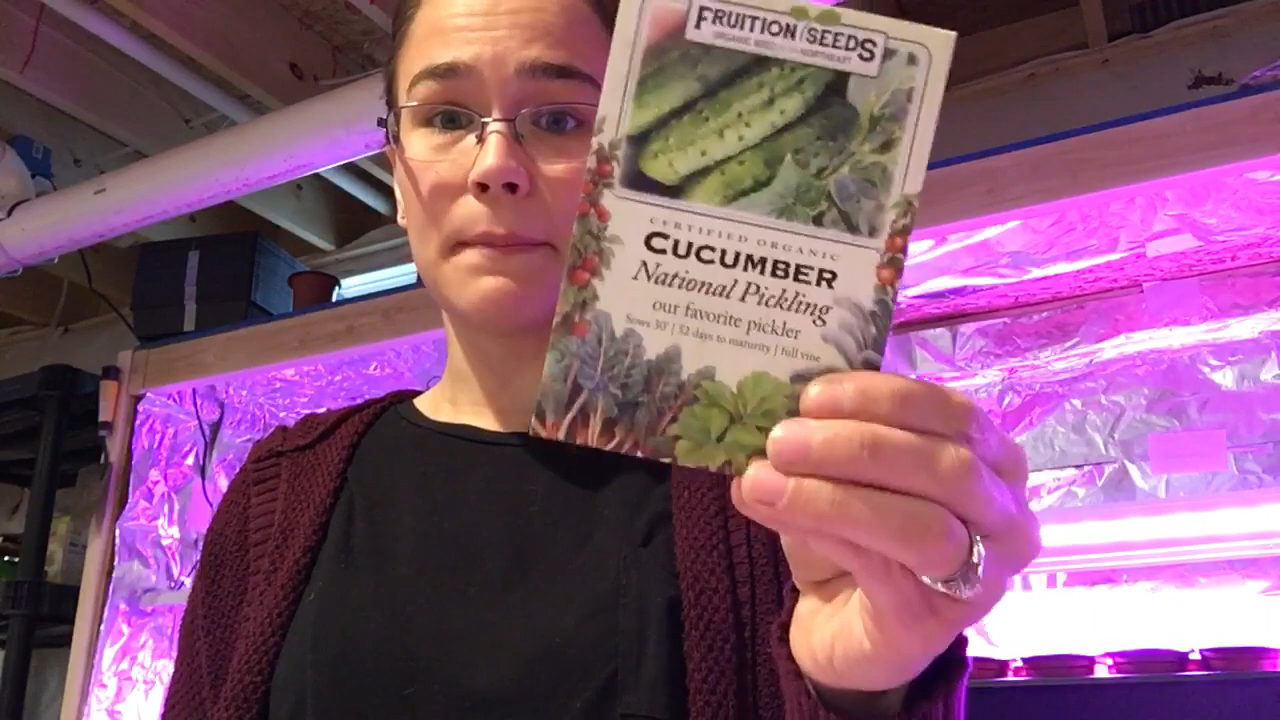 FRUITION SEEDS
ORGANIC SEEDS FOR THE NORTHEAST
CERTIFIED ORGANIC
CUCUMBER
National Pickling
our favorite pickler
Sows 30' | 52 days to maturity | full vine